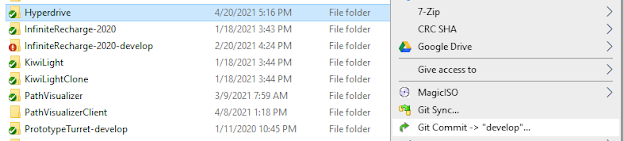 Hyperdrive 4/20/2021 5:16 PM File folder
InfiniteRecharge-2020 1/18/2021 3:43 PM File folder
InfiniteRecharge-2020-develop 2/20/2021 4:24 PM File folder
KiwiLight 1/18/2021 3:44 PM File folder
KiwiLightClone 1/18/2021 3:44 PM File folder
PathVisualizer 3/9/2021 7:59 AM File folder
PathVisualizerClient 4/8/2021 1:18 PM File folder
PrototypeTurret-develop 1/11/2020 10:45 PM File folder
7-Zip
CRC SHA
Google Drive
Give access to
MagicISO
Git Sync...
Git Commit -> "develop"...